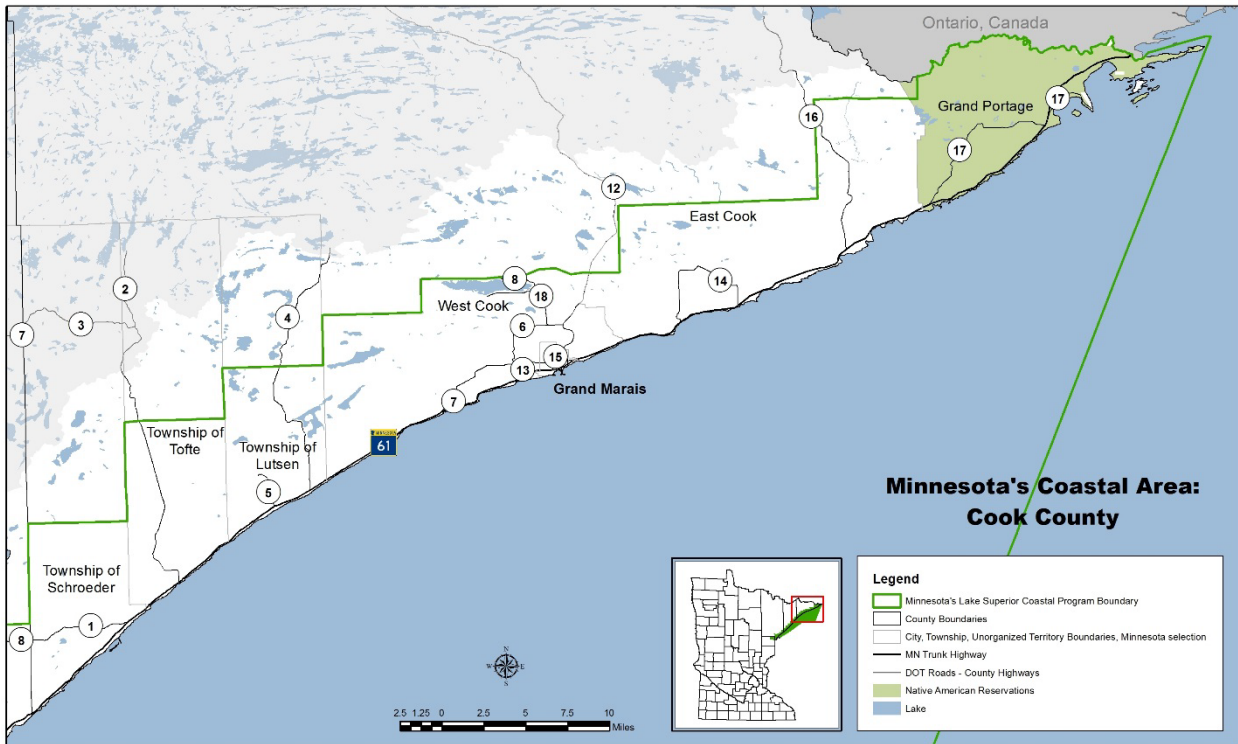 Ontario, Canada
17
Grand Portage
16
17
12
East Cook
2
8
14
18
West Cook
4
3
6
7
15
13
Grand Marais
7
Township of
Tofte
61
Township of
Lutsen
5
Minnesota's Coastal Area:
Cook County
Township of
Schroeder
1
8
Legend
Minnesota's Lake Superior Coastal Program Boundary
County Boundaries
City, Township, Unorganized Territory Boundaries, Minnesota selection
MN Trunk Highway
DOT Roads - County Highways
Native American Reservations
Lake
N
W E
S
2.5 1.25 0 2.5 5 7.5 10
Miles